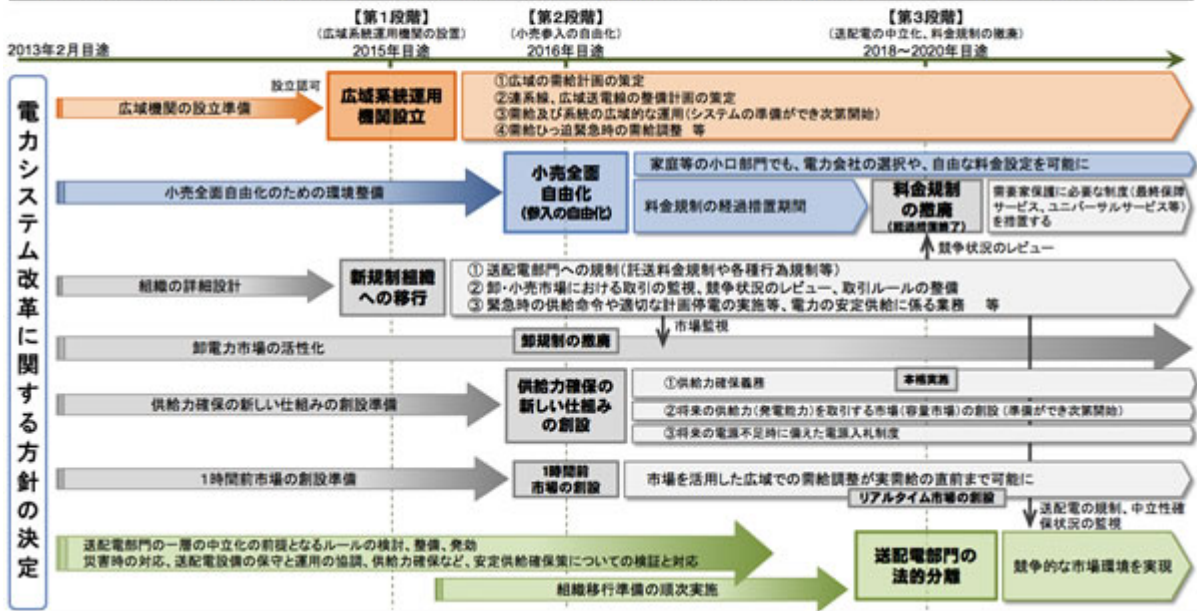 【第1段階】
(広域系統運用機関の設置)
2015年目途
【第2段階】
(小売参入の自由化)
2016年目途
【第3段階】
(送配電の中立化、料金規制の撤廃)
2018～2020年目途
2013年2月目途
電力システム改革に関する方針の決定
広域機関の設立準備
設立認可
広域系統運用
機関設立
①広域の需給計画の策定
②連系線、広域送電線の整備計画の策定
③需給及び系統の広域的な運用(システムの準備ができ次第開始)
④需給ひっ迫緊急時の需給調整 等
小売全面自由化のための環境整備
小売全面
自由化
(参入の自由化)
家庭等の小口部門でも、電力会社の選択や、自由な料金設定を可能に
料金規制の経過措置期間
料金規制
の撤廃
(経過措置終了)
需要家保護に必要な制度(最終保障
サービス、ユニバーサルサービス等)
を措置する
競争状況のレビュー
組織の詳細設計
新規制組織
への移行
① 送配電部門への規制(託送料金規制や各種行為規制等)
② 卸・小売市場における取引の監視、競争状況のレビュー、取引ルールの整備
③ 緊急時の供給命令や適切な計画停電の実施等、電力の安定供給に係る業務 等
市場監視
卸電力市場の活性化
卸規制の撤廃
供給力確保の新しい仕組みの創設準備
供給力確保の
新しい仕組み
の創設
①供給力確保義務
本格実施
②将来の供給力(発電能力)を取引する市場(容量市場)の創設(準備ができ次第開始)
③将来の電源不足時に備えた電源入札制度
1時間前市場の創設準備
1時間前
市場の創設
市場を活用した広域での需給調整が実需給の直前まで可能に
リアルタイム市場の創設
送配電の規制、中立性確
保状況の監視
送配電部門の一層の中立化の前提となるルールの検討、整備、発効
災害時の対応、送配電設備の保守と運用の協調、供給力確保など、安定供給確保策についての検証と対応
組織移行準備の順次実施
送配電部門の
法的分離
競争的な市場環境を実現